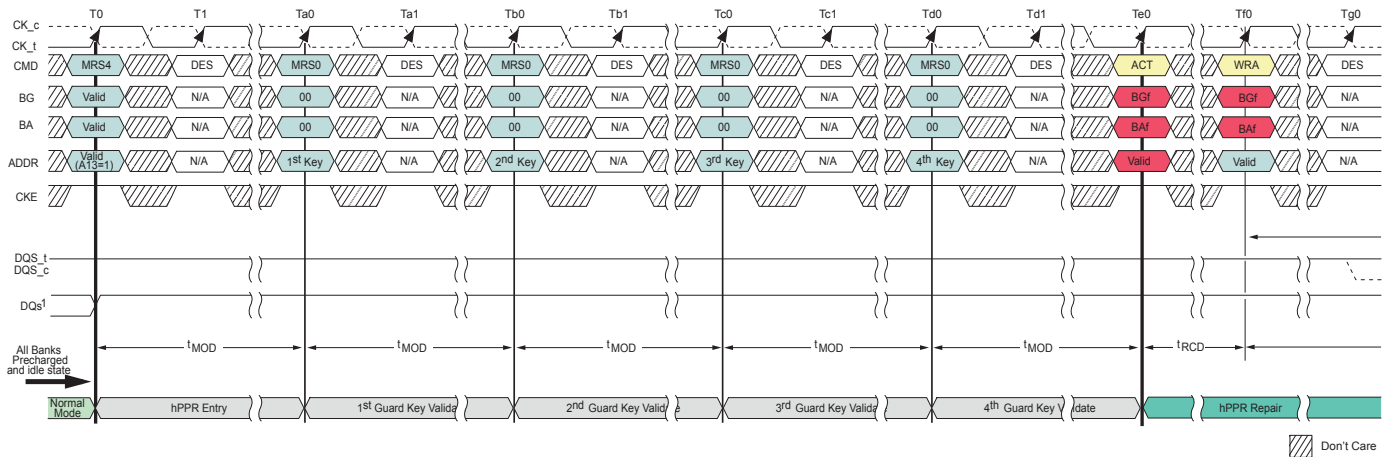 T0 T1 Ta0 Ta1 Tb0 Tb1 Tc0 Tc1 Td0 Td1 Te0 Tf0 Tg0
CK_c
CK_t
CMD MRS4 DES MRS0 DES MRS0 DES MRS0 DES MRS0 DES ACT WRA DES
BG Valid N/A 00 N/A 00 N/A 00 N/A 00 N/A BGf BGf N/A
BA Valid N/A 00 N/A 00 N/A 00 N/A 00 N/A BAf BAf N/A
ADDR Valid (A13=1) N/A 1st Key N/A 2nd Key N/A 3rd Key N/A 4th Key N/A Valid Valid N/A
CKE
DQS_t
DQS_c
DQs1
tMOD tMOD tMOD tMOD tMOD tRCD
All Banks
Precharged
and idle state
Normal Mode hPPR Entry 1st Guard Key Valida 2nd Guard Key Valid e 3rd Guard Key Valida 4th Guard Key V idate hPPR Repair
Don't Care